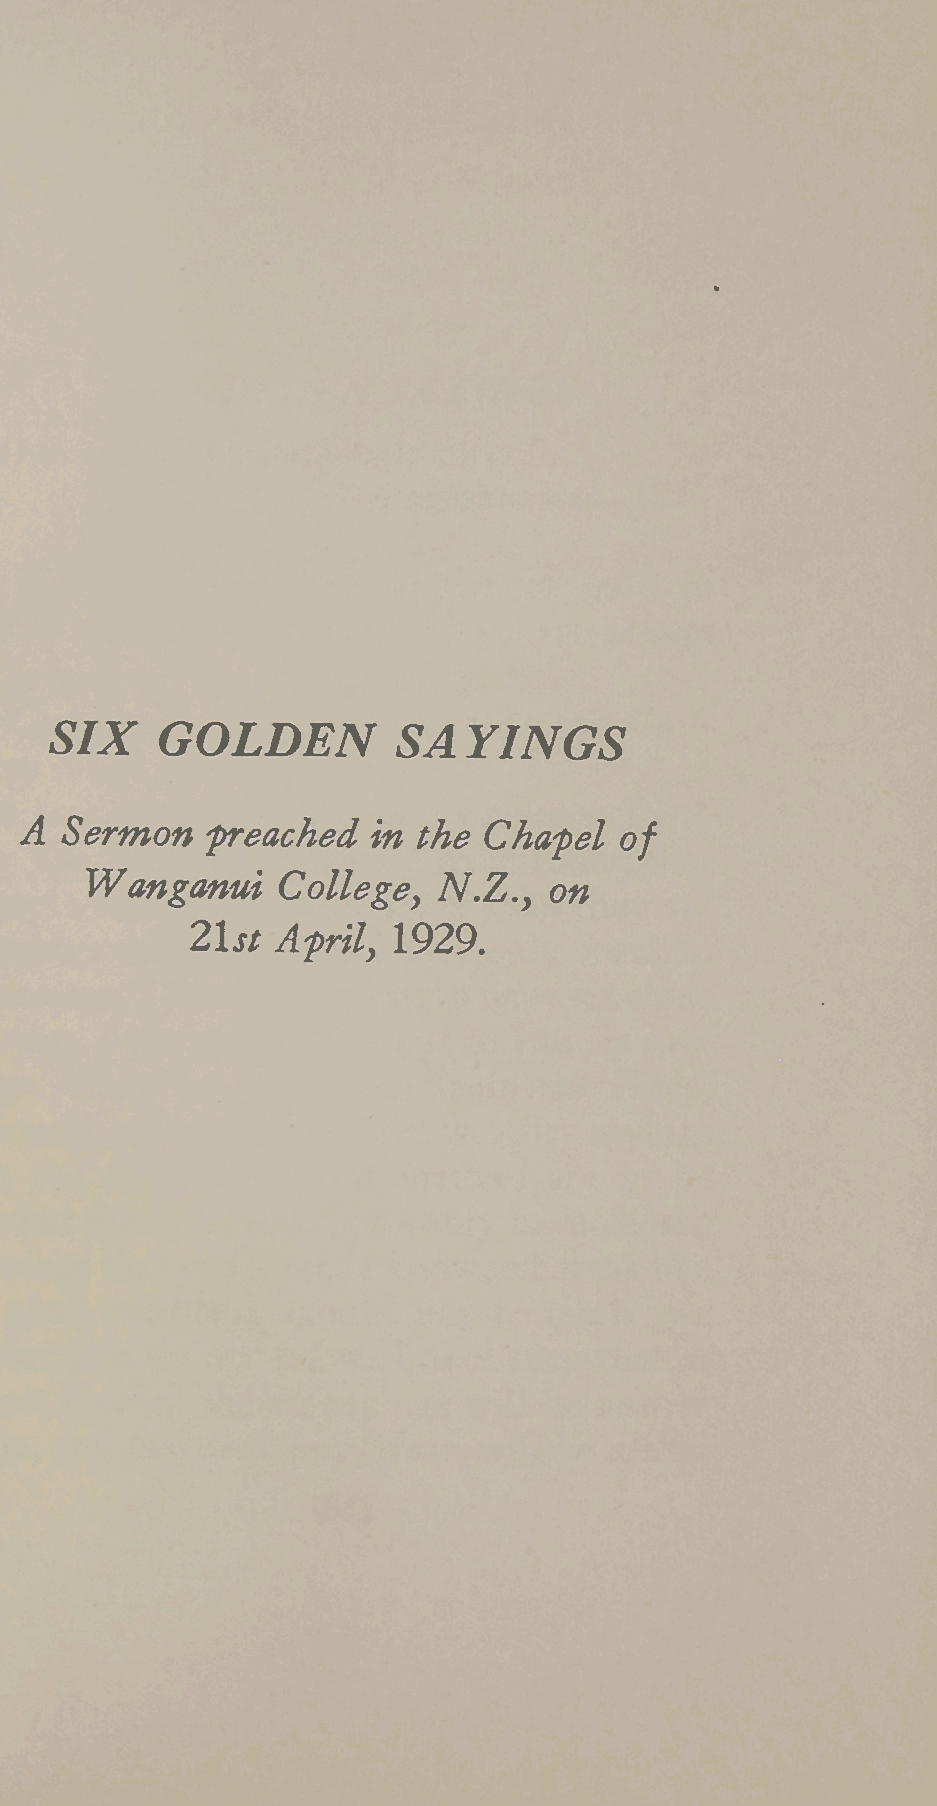 SIX GOLDEN SAYINGS
A Sermon preached in the Chapel of
Wanganui College, N.Z., on
21st April, 1929.